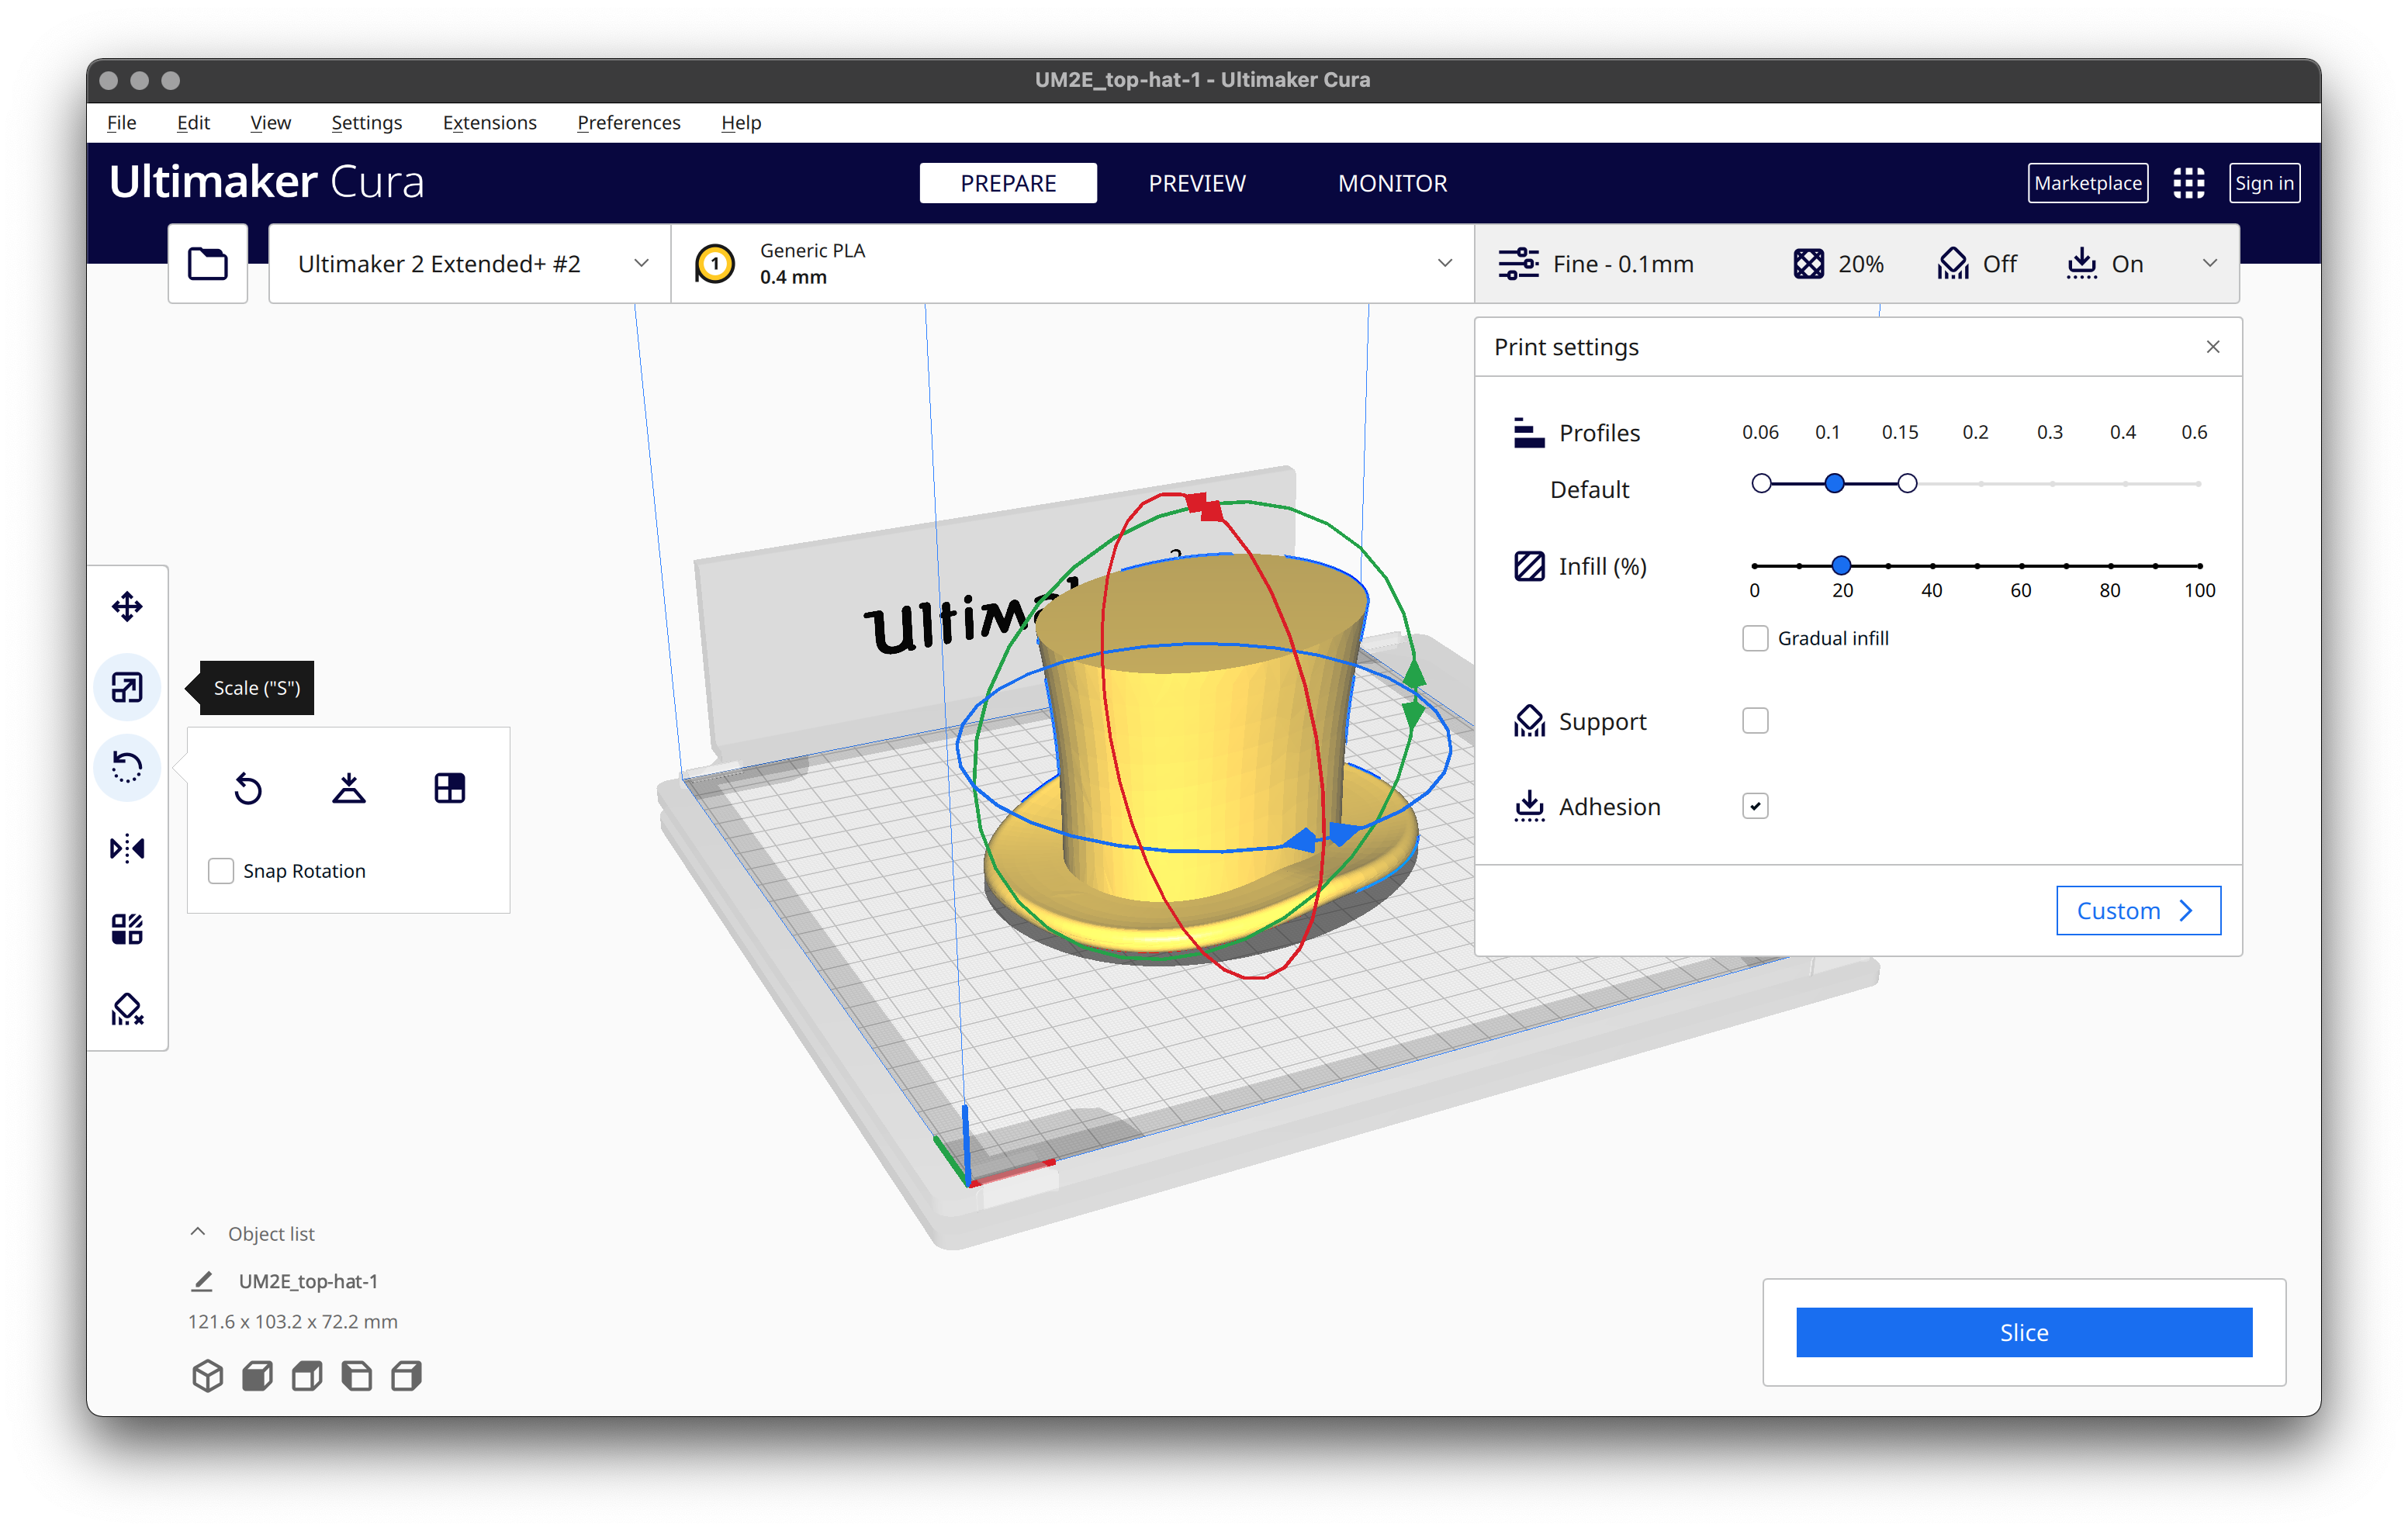 UM2E_top-hat-1 - Ultimaker Cura
File Edit View Settings Extensions Preferences Help
Ultimaker Cura
PREPARE PREVIEW MONITOR
Marketplace
Sign in
Ultimaker 2 Extended+ #2
1
Generic PLA
0.4 mm
Fine - 0.1mm
20%
Off
On
Print settings
Profiles
0.06 0.1 0.15 0.2 0.3 0.4 0.6
Default
Infill (%)
0 20 40 60 80 100
Gradual infill
Support
Adhesion
Custom
Scale ("S")
Snap Rotation
Object list
UM2E_top-hat-1
121.6 x 103.2 x 72.2 mm
Slice